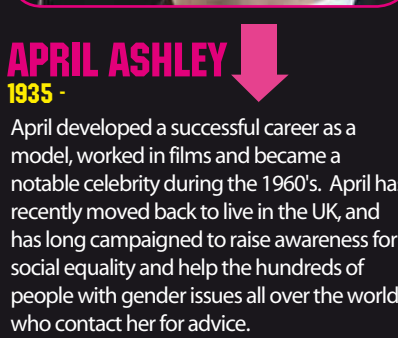 APRIL ASHLEY
1935 -
April developed a successful career as a
model, worked in films and became a
notable celebrity during the 1960's. April has
recently moved back to live in the UK, and
has long campaigned to raise awareness for
social equality and help the hundreds of
people with gender issues all over the world
who contact her for advice.